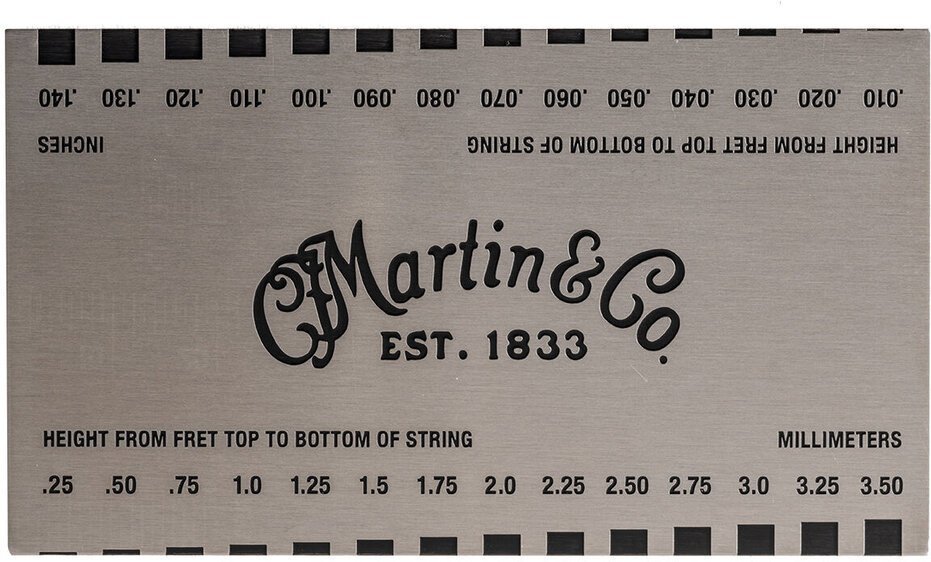 HEIGHT FROM FRET TOP TO BOTTOM OF STRING INCHES
.010 .020 .030 .040 .050 .060 .070 .080 .090 .100 .110 .120 .130 .140
CF Martin & Co.
EST. 1833
HEIGHT FROM FRET TOP TO BOTTOM OF STRING MILLIMETERS
.25 .50 .75 1.0 1.25 1.5 1.75 2.0 2.25 2.50 2.75 3.0 3.25 3.50